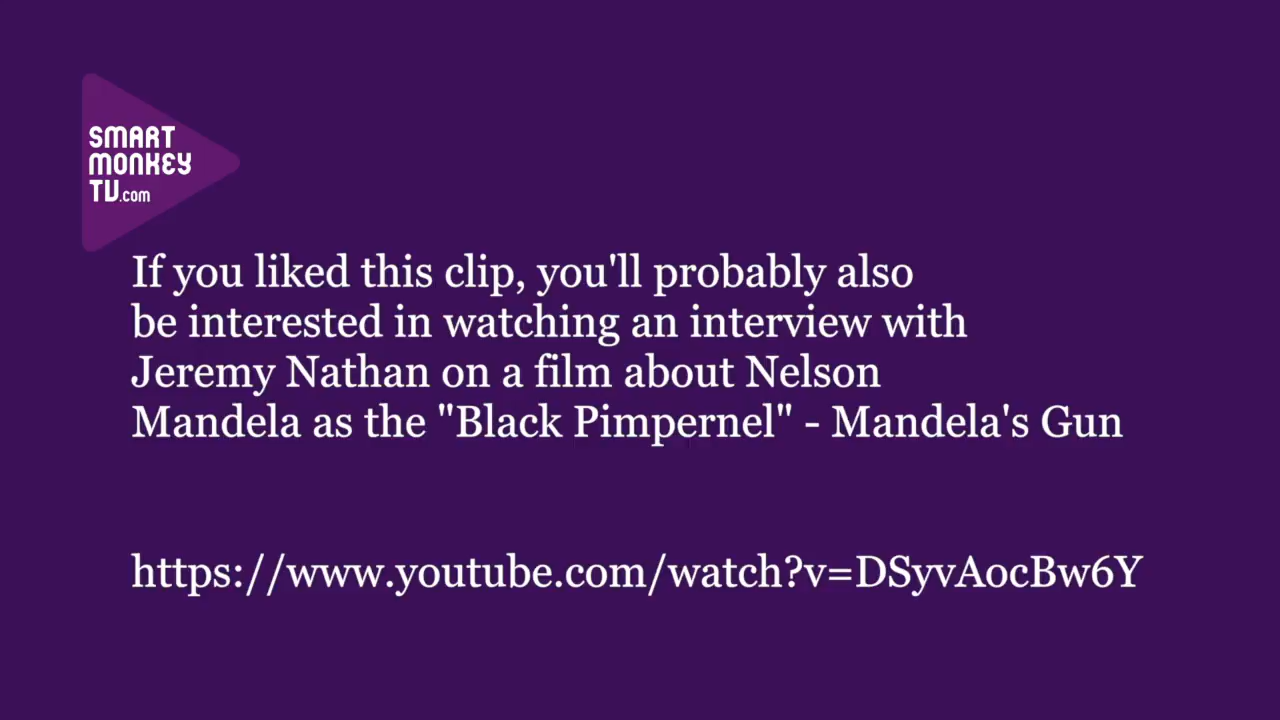 SMART
MONKEY
TV.com
If you liked this clip, you'll probably also
be interested in watching an interview with
Jeremy Nathan on a film about Nelson
Mandela as the "Black Pimpernel" - Mandela's Gun
https://www.youtube.com/watch?v=DSyvAocBw6Y